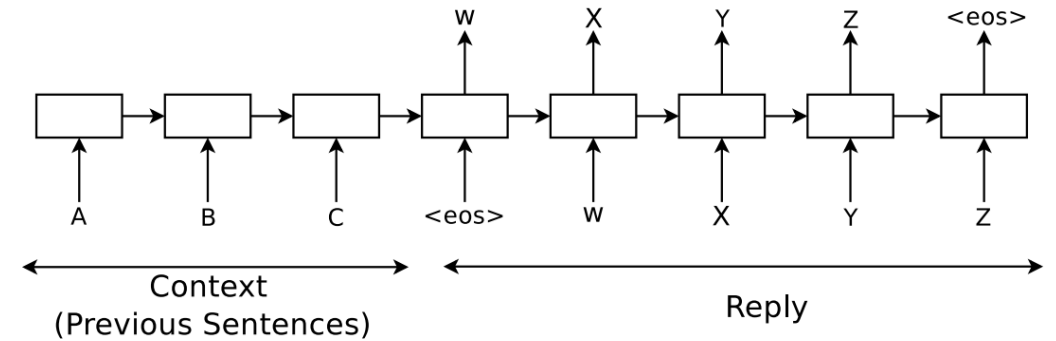 W X Y Z <eos>
A B C <eos> W X Y Z
Context
(Previous Sentences)
Reply